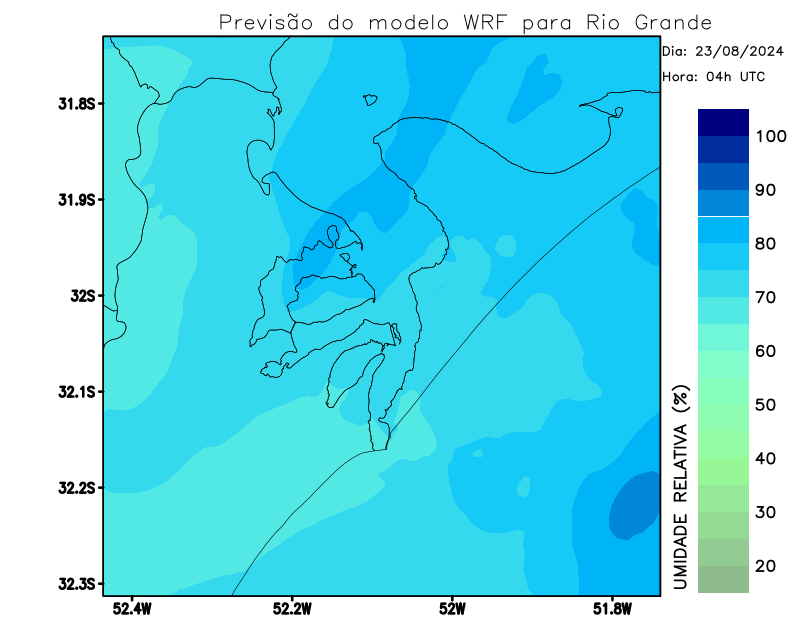 Previsão do modelo WRF para Rio Grande
Dia: 23/08/2024
Hora: 04h UTC
31.8S
31.9S
32S
32.1S
32.2S
32.3S
52.4W
52.2W
52W
51.8W
100
90
80
70
60
50
40
30
20
UMIDADE RELATIVA (%)